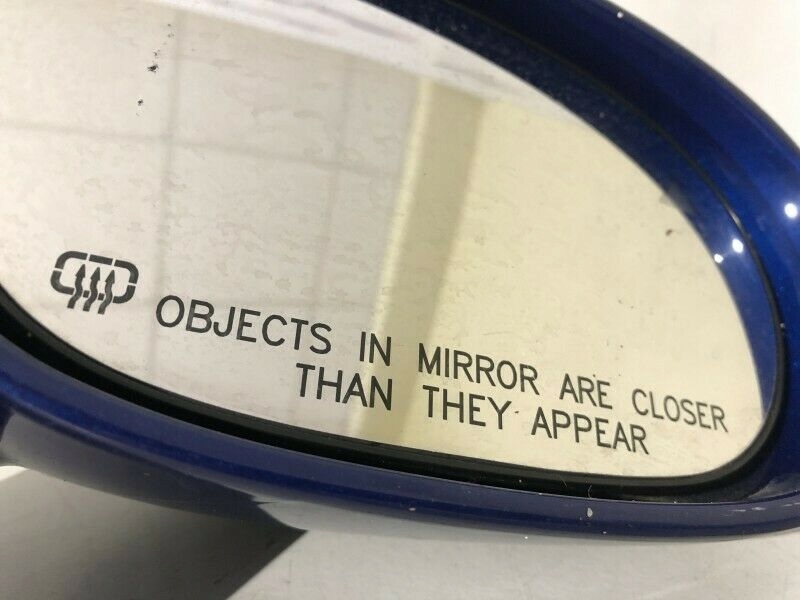 OBJECTS IN MIRROR ARE CLOSER
THAN THEY APPEAR